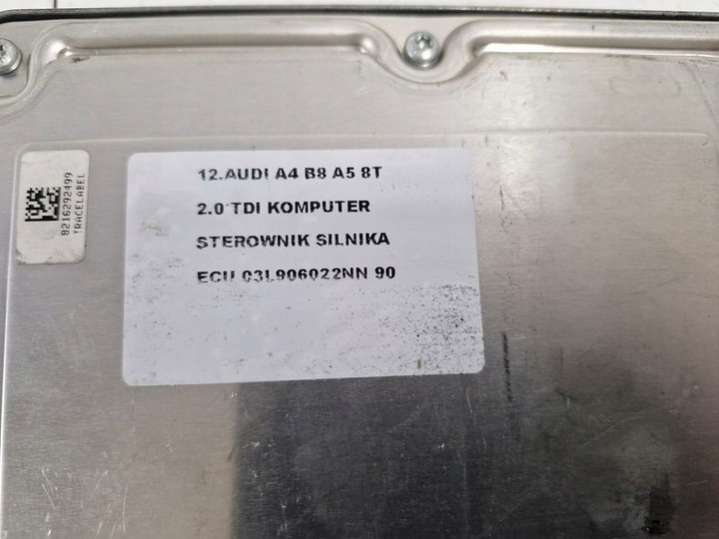 12.AUDI A4 B8 A5 8T
2.0 TDI KOMPUTER
STEROWNIK SILNIKA
ECU 03L906022NN 90
8216292499
TRACELABEL